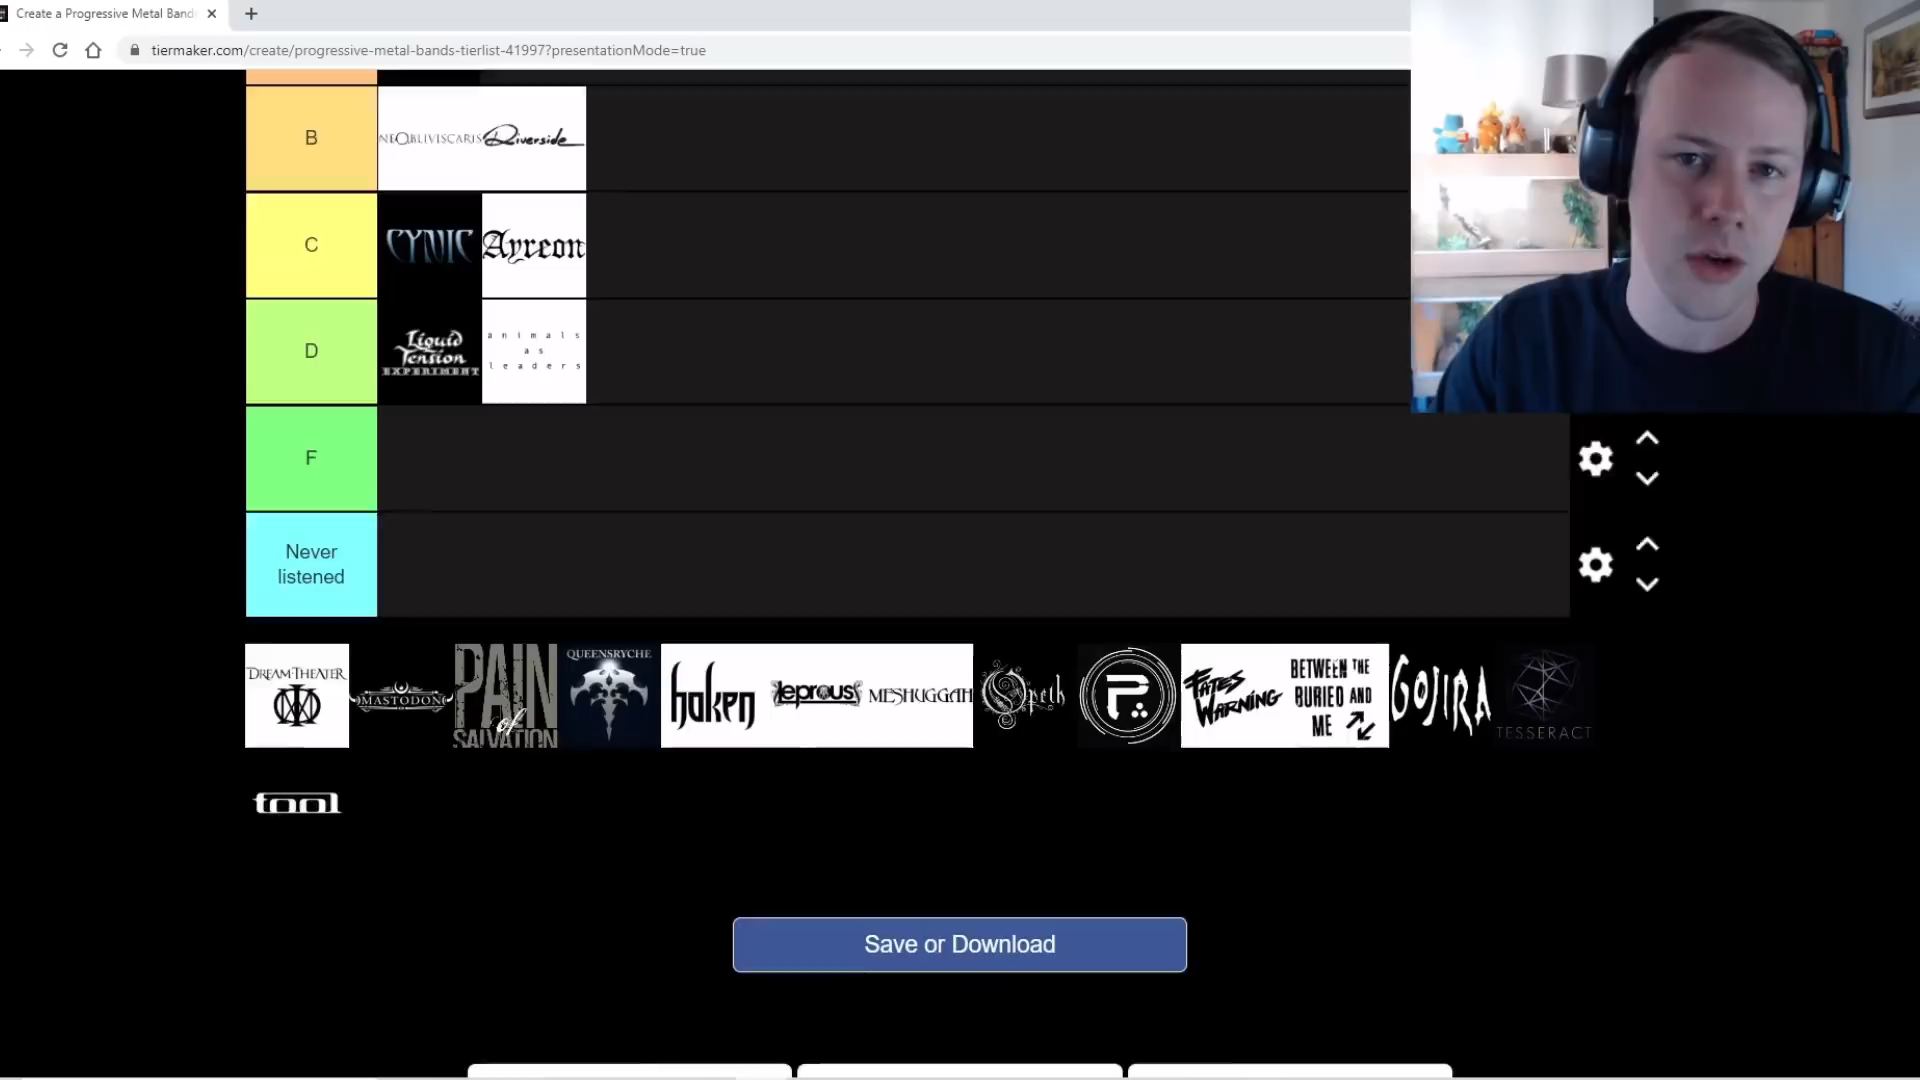 Create a Progressive Metal Band
tiermaker.com/create/progressive-metal-bands-tierlist-41997?presentationMode=true
B
NE OBLIVISCARIS
Riverside
C
CYNIC
Ayreon
D
Liquid
Tension
EXPERIMENT
animals
as
leaders
F
Never
listened
DREAM THEATER
MASTODON
PAIN
of
SALVATION
QUEENSRYCHE
haken
leprous
MESHUGGAH
Opeth
P
FATES
WARNING
BETWEEN THE
BURIED AND
ME
GOJIRA
TESSERACT
tool
Save or Download